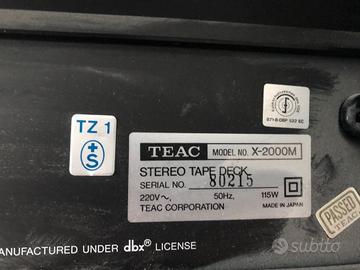 TZ 1
+
S
TEAC MODEL NO. X-2000M
STEREO TAPE DECK
SERIAL NO. 80215
220V~, 50Hz, 115W
TEAC CORPORATION MADE IN JAPAN
PASSED
ANUFACTURED UNDER dbx® LICENSE
subito